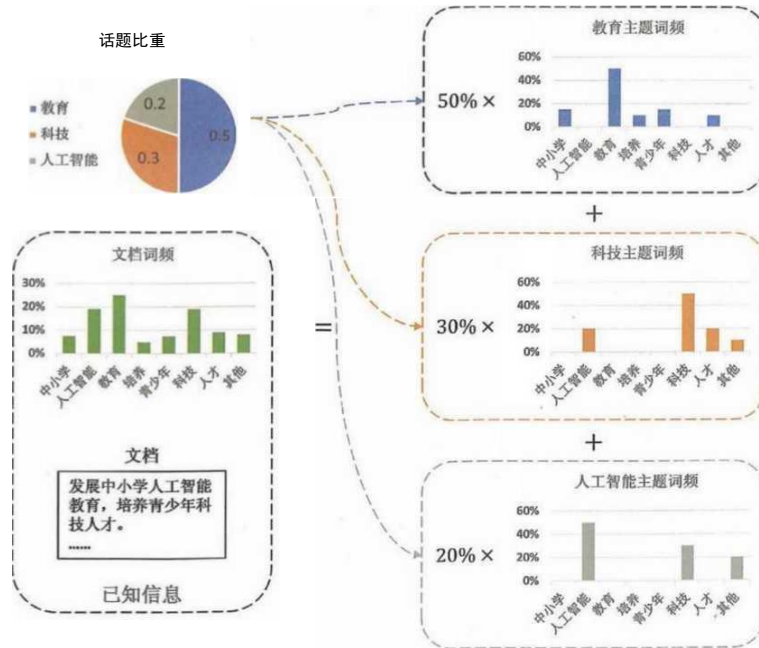 话题比重
教育
科技
人工智能
0.2
0.5
0.3
教育主题词频
50% ×
60%
40%
20%
0%
中小学
人工智能
教育
培养
青少年
科技
人才
其他
+
科技主题词频
30% ×
60%
40%
20%
0%
中小学
人工智能
教育
培养
青少年
科技
人才
其他
+
人工智能主题词频
20% ×
60%
40%
20%
0%
中小学
人工智能
教育
培养
青少年
科技
人才
其他
=
文档词频
30%
20%
10%
0%
中小学
人工智能
教育
培养
青少年
科技
人才
其他
文档
发展中小学人工智能
教育，培养青少年科
技人才。
……
已知信息